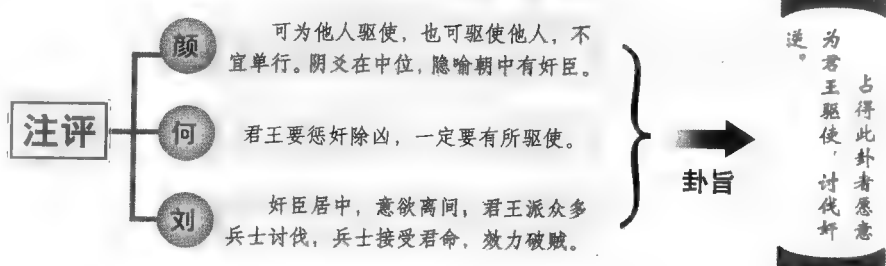 注评
颜
可为他人驱使，也可驱使他人，不
宜单行。阴爻在中位，隐喻朝中有奸臣。
何
君王要惩奸除凶，一定要有所驱使。
刘
奸臣居中，意欲离间，君王派众多
兵士讨伐，兵士接受君命，效力破贼。
卦旨
占得此卦者愿意
为君王驱使，讨伐奸
逆。